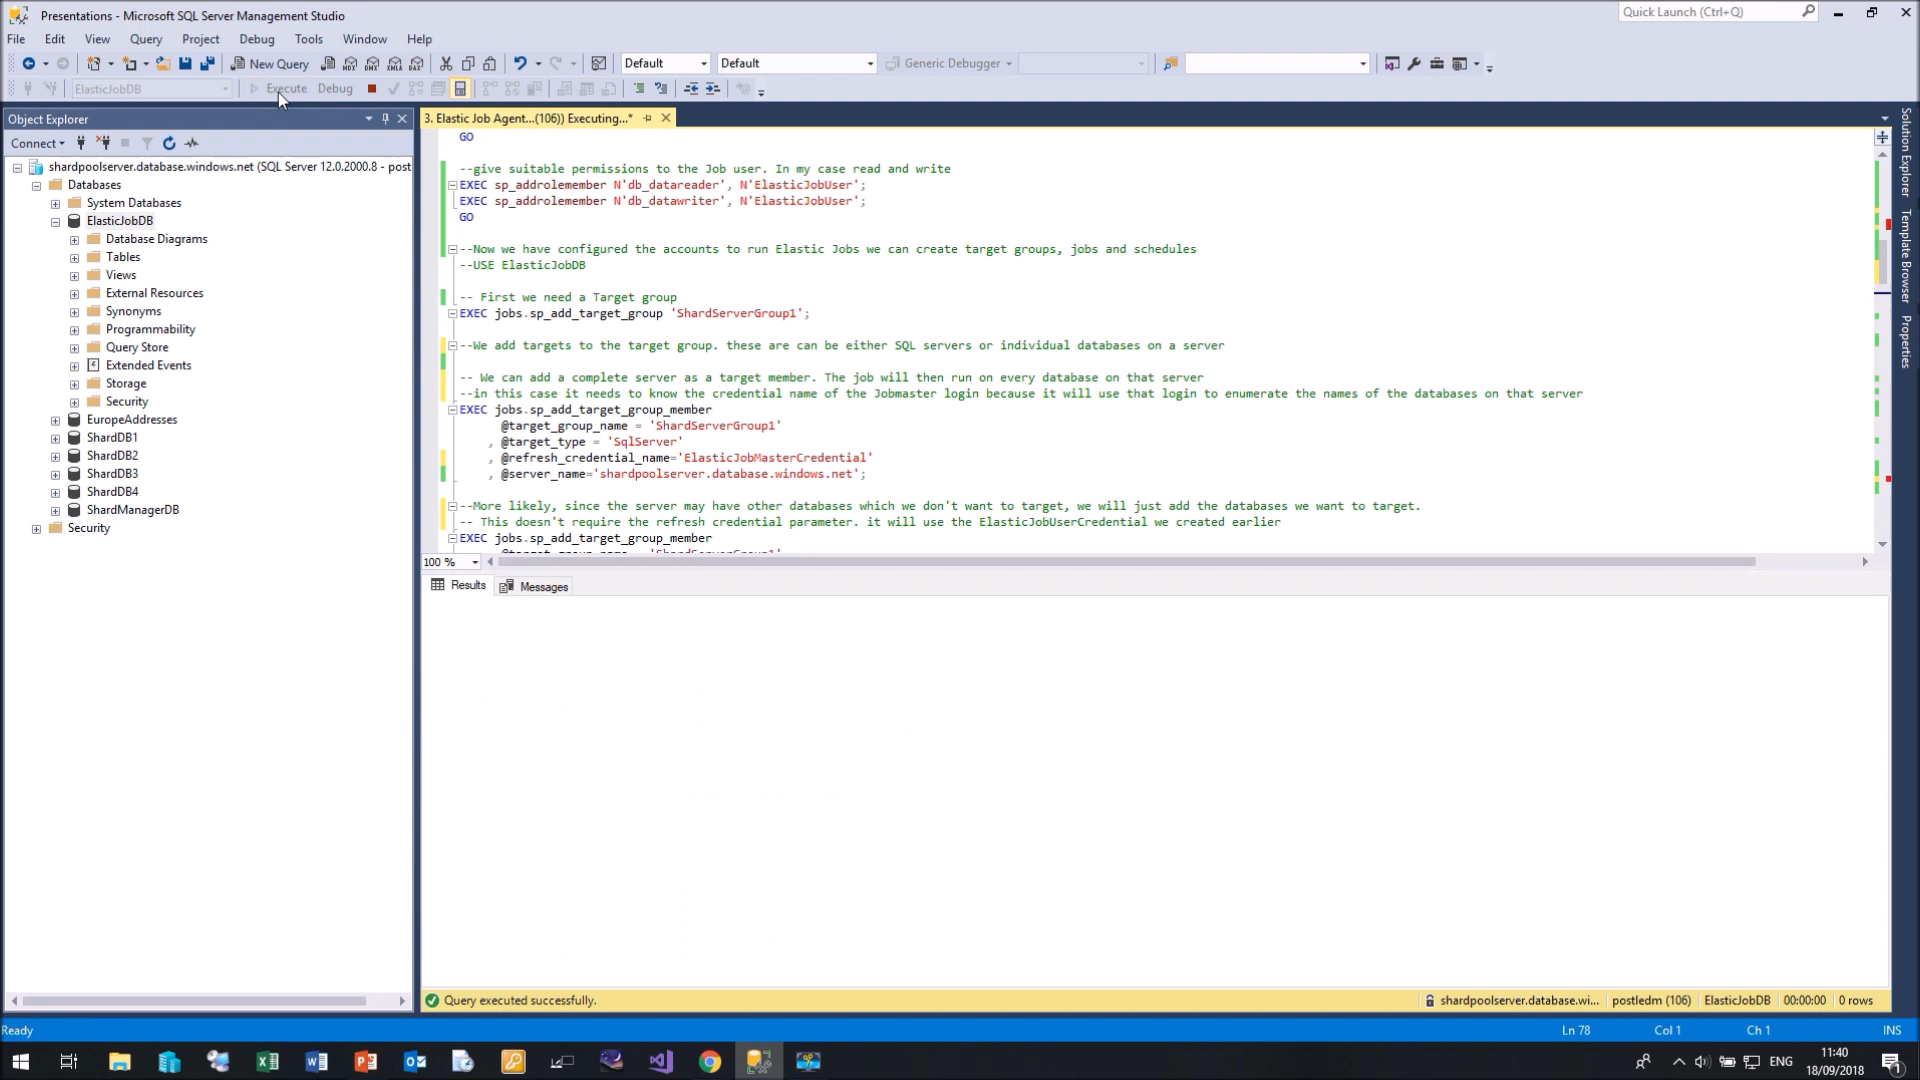 Presentations - Microsoft SQL Server Management Studio
Quick Launch (Ctrl+Q)
File Edit View Query Project Debug Tools Window Help
New Query
Default
Default
Generic Debugger
ElasticJobDB
Execute
Debug
Object Explorer
Connect
shardpoolserver.database.windows.net (SQL Server 12.0.2000.8 - post
Databases
System Databases
ElasticJobDB
Database Diagrams
Tables
Views
External Resources
Synonyms
Programmability
Query Store
Extended Events
Storage
Security
EuropeAddresses
ShardDB1
ShardDB2
ShardDB3
ShardDB4
ShardManagerDB
Security
3. Elastic Job Agent...(106)) Executing...*
GO
--give suitable permissions to the Job user. In my case read and write
EXEC sp_addrolemember N'db_datareader', N'ElasticJobUser';
EXEC sp_addrolemember N'db_datawriter', N'ElasticJobUser';
GO
--Now we have configured the accounts to run Elastic Jobs we can create target groups, jobs and schedules
--USE ElasticJobDB
-- First we need a Target group
EXEC jobs.sp_add_target_group 'ShardServerGroup1';
--We add targets to the target group. these are can be either SQL servers or individual databases on a server
-- We can add a complete server as a target member. The job will then run on every database on that server
--in this case it needs to know the credential name of the Jobmaster login because it will use that login to enumerate the names of the databases on that server
EXEC jobs.sp_add_target_group_member
@target_group_name = 'ShardServerGroup1'
, @target_type = 'SqlServer'
, @refresh_credential_name='ElasticJobMasterCredential'
, @server_name='shardpoolserver.database.windows.net';
--More likely, since the server may have other databases which we don't want to target, we will just add the databases we want to target.
-- This doesn't require the refresh credential parameter. it will use the ElasticJobUserCredential we created earlier
EXEC jobs.sp_add_target_group_member
@target_group_name = 'ShardServerGroup1'
100 %
Results
Messages
Query executed successfully.
shardpoolserver.database.wi...
postledm (106)
ElasticJobDB
00:00:00
0 rows
Solution Explorer
Template Browser
Properties
Ready
Ln 78
Col 1
Ch 1
INS
ENG
11:40
18/09/2018
1